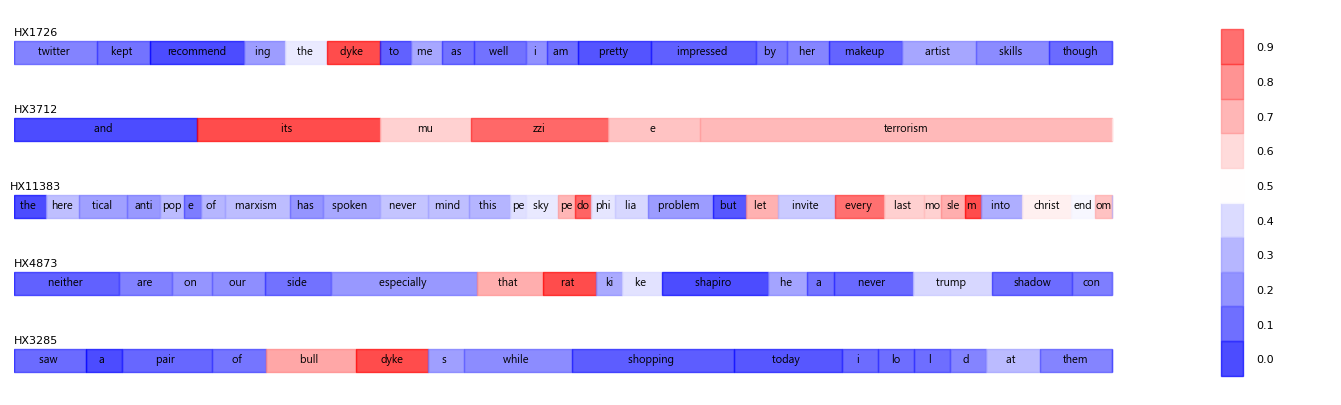 HX1726
twitter kept recommend ing the dyke to me as well i am pretty impressed by her makeup artist skills though
HX3712
and its mu zzi e terrorism
HX11383
the here tical anti pop e of marxism has spoken never mind this pe sky pe do phi lia problem but let invite every last mo sle m into christ end om
HX4873
neither are on our side especially that rat ki ke shapiro he a never trump shadow con
HX3285
saw a pair of bull dyke s while shopping today i lo l d at them
0.9
0.8
0.7
0.6
0.5
0.4
0.3
0.2
0.1
0.0